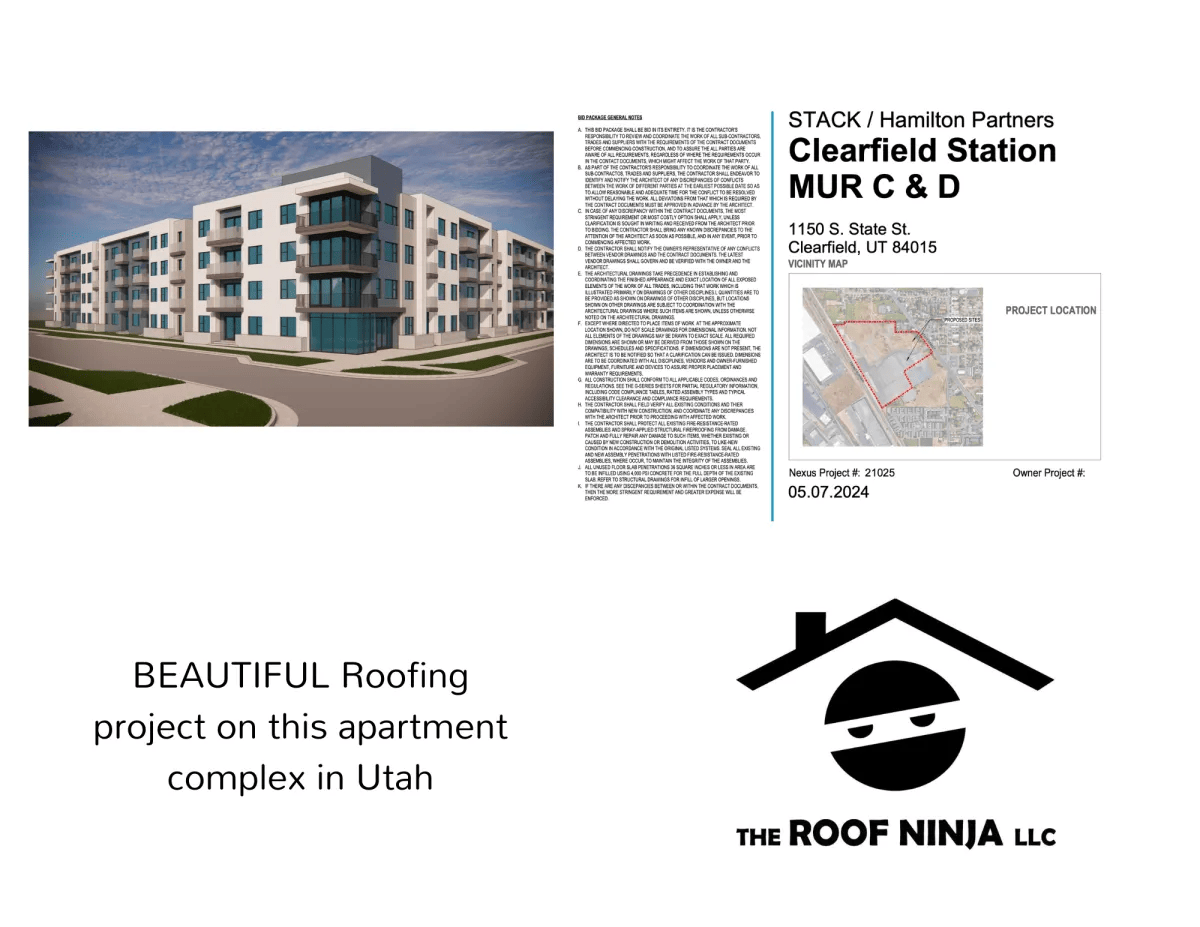 BID PACKAGE GENERAL NOTES
A. THIS BID PACKAGE SHALL BE BID IN ITS ENTIRETY. IT IS THE CONTRACTOR'S
RESPONSIBILITY TO REVIEW AND COORDINATE THE WORK OF ALL SUB-CONTRACTORS,
TRADES AND SUPPLIERS WITH THE REQUIREMENTS OF THE CONTRACT DOCUMENTS
BEFORE COMMENCING CONSTRUCTION, AND TO ASSURE THE ALL PARTIES ARE
AWARE OF ALL REQUIREMENTS, REGARDLESS OF WHERE THE REQUIREMENTS OCCUR
IN THE CONTACT DOCUMENTS, WHICH MIGHT AFFECT THE WORK OF THAT PARTY.
B. AS PART OF THE CONTRACTOR'S RESPONSIBILITY TO COORDINATE THE WORK OF ALL
SUB-CONTRACTOS, TRADES AND SUPPLIERS, THE CONTRACTOR SHALL ENDEAVOR TO
IDENTIFY AND NOTIFY THE ARCHITECT OF ANY DISCREPANCIES OF CONFLICTS
BETWEEN THE WORK OF DIFFERENT PARTIES AT THE EARLIEST POSSIBLE DATE SO AS
TO ALLOW REASONABLE AND ADEQUATE TIME FOR THE CONFLICT TO BE RESOLVED
WITHOUT DELAYING THE WORK. ALL DEVIATOINS FROM THAT WHICH IS REQUIRED BY
THE CONTRACT DOCUMENTS MUST BE APPROVED IN ADVANCE BY THE ARCHITECT.
C. IN CASE OF ANY DISCREPANCY WITHIN THE CONTRACT DOCUMENTS, THE MOST
STRINGENT REQUIREMENT OR MOST COSTLY OPTION SHALL APPLY, UNLESS
CLARIFICATION IS SOUGHT IN WRITING AND RECEIVED FROM THE ARCHITECT PRIOR
TO BIDDING. THE CONTRACTOR SHALL BRING ANY KNOWN DISCREPANCIES TO THE
ATTENTION OF THE ARCHITECT AS SOON AS POSSIBLE, AND IN ANY EVENT, PRIOR TO
COMMENCING AFFECTED WORK.
D. THE CONTRACTOR SHALL NOTIFY THE OWNER'S REPRESENTATIVE OF ANY CONFLICTS
BETWEEN VENDOR DRAWINGS AND THE CONTRACT DOCUMENTS. THE LATEST
VENDOR DRAWINGS SHALL GOVERN AND BE VERIFIED WITH THE OWNER AND THE
ARCHITECT.
E. THE ARCHITECTURAL DRAWINGS TAKE PRECEDENCE IN ESTABLISHING AND
COORDINATING THE FINISHED APPEARANCE AND EXACT LOCATION OF ALL EXPOSED
ELEMENTS OF THE WORK OF ALL TRADES. INCLUDING THAT WORK WHICH IS
ILLUSTRATED PRIMARILY ON DRAWINGS OF OTHER DISCIPLINES. QUANTITIES ARE TO
BE PROVIDED AS SHOWN ON DRAWINGS OF OTHER DISCIPLINES, BUT LOCATIONS
SHOWN ON OTHER DRAWINGS ARE SUBJECT TO COORDINATION WITH THE
ARCHITECTURAL DRAWINGS WHERE SUCH ITEMS ARE SHOWN, UNLESS OTHERWISE
NOTED ON THE ARCHITECTURAL DRAWINGS.
F. EXCEPT WHERE DIRECTED TO PLACE ITEMS OF WORK AT THE APPROXIMATE
LOCATION SHOWN, DO NOT SCALE DRAWINGS FOR DIMENSIONAL INFORMATION. NOT
ALL ELEMENTS OF THE DRAWINGS MAY BE DRAWN TO EXACT SCALE. ALL REQUIRED
DIMENSIONS ARE SHOWN OR MAY BE DERIVED FROM THOSE SHOWN ON THE
DRAWINGS, SCHEDULES AND SPECIFICATIONS. IF DIMENSIONS ARE NOT PRESENT, THE
ARCHITECT IS TO BE NOTIFIED SO THAT A CLARIFICATION CAN BE ISSUED. DIMENSIONS
ARE TO BE COORDINATED WITH ALL DISCIPLINES; VENDORS AND OWNER-FURNISHED
EQUIPMENT, FURNITURE AND DEVICES TO ASSURE PROPER PLACEMENT AND
WARRANTY REQUIREMENTS.
G. ALL CONSTRUCTION SHALL CONFORM TO ALL APPLICABLE CODES, ORDINANCES AND
REGULATIONS. SEE THE G-SERIES SHEETS FOR PARTIAL REGULATORY INFORMATION,
INCLUDING CODE COMPLIANCE TABLES, RATED ASSEMBLY TYPES AND TYPICAL
ACCESSIBILITY CLEARANCE AND COMPLIANCE REQUIREMENTS.
H. THE CONTRACTOR SHALL FIELD VERIFY ALL EXISTING CONDITIONS AND THIER
COMPATIBILITY WITH NEW CONSTRUCTION, AND COORDINATE ANY DISCREPANCIES
WITH THE ARCHITECT PRIOR TO PROCEEDING WITH AFFECTED WORK.
I. THE CONTRACTOR SHALL PROTECT ALL EXISTING FIRE-RESISTANCE-RATED
ASSEMBLIES AND SPRAY-APPLIED STRUCTURAL FIREPROOFING FROM DAMAGE.
PATCH AND FULLY REPAIR ANY DAMAGE TO SUCH ITEMS, WHETHER EXISTING OR
CAUSED BY NEW CONSTRUCTION OR DEMOLITION ACTIVITIES, TO LIKE-NEW
CONDITION IN ACCORDANCE WITH THE ORIGINAL LISTED SYSTEMS. SEAL ALL EXISTING
AND NEW ASSEMBLY PENETRATIONS WITH LISTED FIRE-RESISTANCE-RATED
ASSEMBLIES, WHERE OCCUR, TO MAINTAIN THE INTEGRITY OF THE ASSEMBLIES.
J. ALL UNUSED FLOOR SLAB PENETRATIONS 36 SQUARE INCHES OR LESS IN AREA ARE
TO BE INFILLED USING 4,000 PSI CONCRETE FOR THE FULL DEPTH OF THE EXISTING
SLAB. REFER TO STRUCTURAL DRAWINGS FOR INFILL OF LARGER OPENINGS.
K. IF THERE ARE ANY DISCEPANCIES BETWEEN OR WITHIN THE CONTRACT DOCUMENTS,
THEN THE MORE STRINGENT REQUIREMENT AND GREATER EXPENSE WILL BE
ENFORCED.
STACK / Hamilton Partners
Clearfield Station
MUR C & D
1150 S. State St.
Clearfield, UT 84015
VICINITY MAP
PROJECT LOCATION
PROPOSED SITES
Nexus Project #: 21025
Owner Project #:
05.07.2024
BEAUTIFUL Roofing
project on this apartment
complex in Utah
THE ROOF NINJA LLC